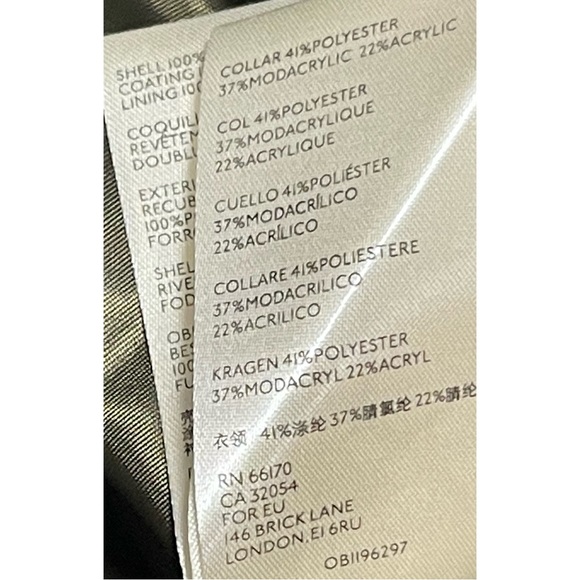 SHELL 100%
COATING
LINING 100
COQUIL
REVÊTEM
DOUBL
EXTERI
RECUB
100%P
FORR
SHEL
RIVE
FOD
OB
BES
100
FU
COLLAR 41%POLYESTER
37%MODACRYLIC 22%ACRYLIC
COL 41%POLYESTER
37%MODACRYLIQUE
22%ACRYLIQUE
CUELLO 41%POLIÉSTER
37%MODACRÍLICO
22%ACRÍLICO
COLLARE 41%POLIESTERE
37%MODACRILICO
22%ACRILICO
KRAGEN 41%POLYESTER
37%MODACRYL 22%ACRYL
衣领 41%涤纶 37%腈氯纶 22%腈纶
RN 66170
CA 32054
FOR EU
146 BRICK LANE
LONDON, E1 6RU
OB1196297